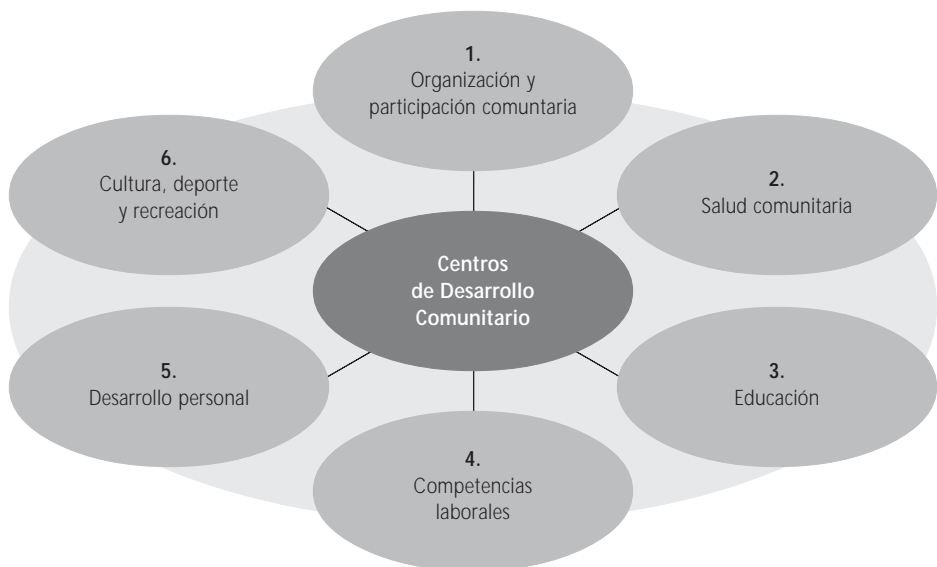 1.
Organización y
participación comuntaria
2.
Salud comunitaria
3.
Educación
4.
Competencias
laborales
5.
Desarrollo personal
6.
Cultura, deporte
y recreación
Centros
de Desarrollo
Comunitario